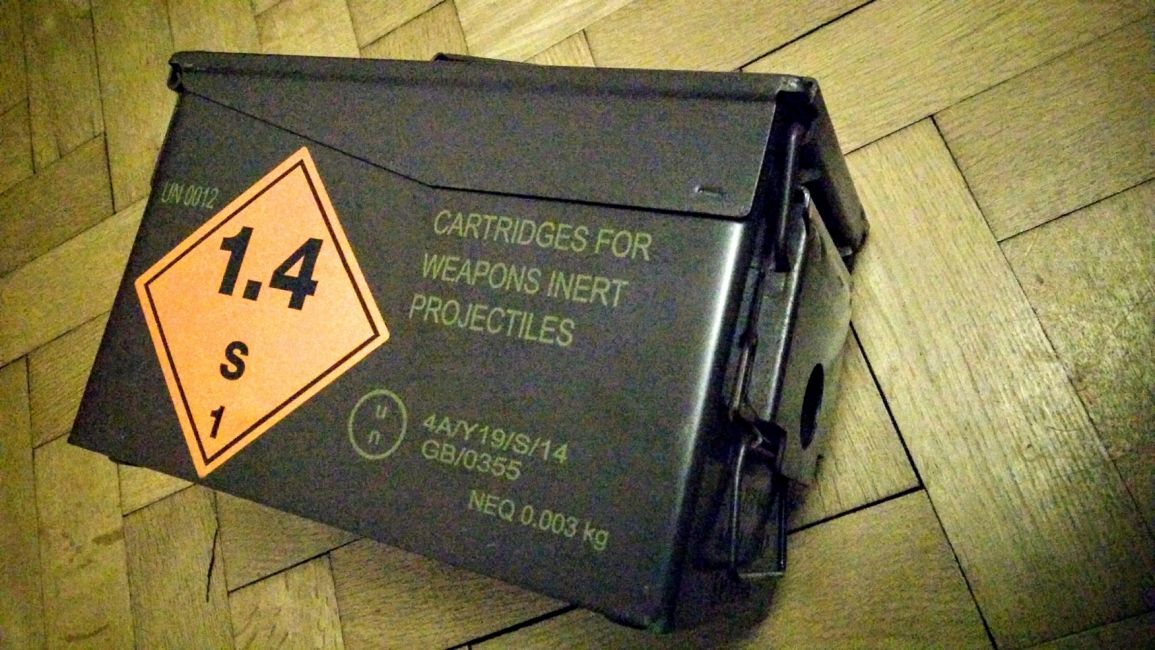 UN 0012
1.4
S
1
CARTRIDGES FOR
WEAPONS INERT
PROJECTILES
u
n
4A/Y19/S/14
GB/0355
NEQ 0.003 kg